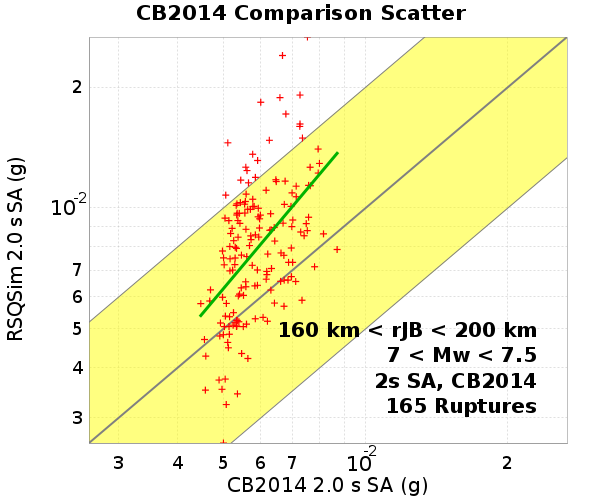 CB2014 Comparison Scatter
RSQSim 2.0 s SA (g)
2
10-2
7
6
5
4
3
160 km < rJB < 200 km
7 < Mw < 7.5
2s SA, CB2014
165 Ruptures
3 4 5 6 7 10-2 2
CB2014 2.0 s SA (g)